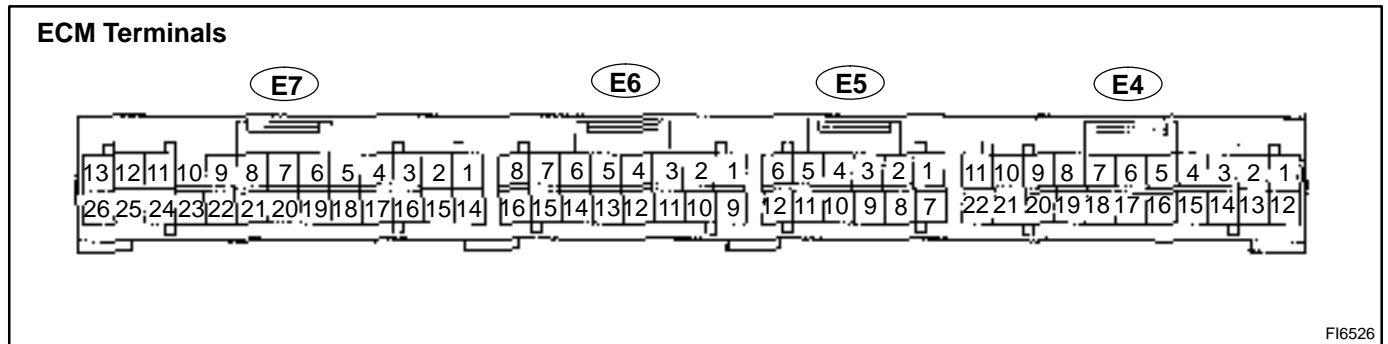 ECM Terminals
E7 E6 E5 E4
13 12 11 10 9 8 7 6 5 4 3 2 1 8 7 6 5 4 3 2 1 6 5 4 3 2 1 11 10 9 8 7 6 5 4 3 2 1
26 25 24 23 22 21 20 19 18 17 16 15 14 16 15 14 13 12 11 10 9 12 11 10 9 8 7 22 21 20 19 18 17 16 15 14 13 12
FI6526